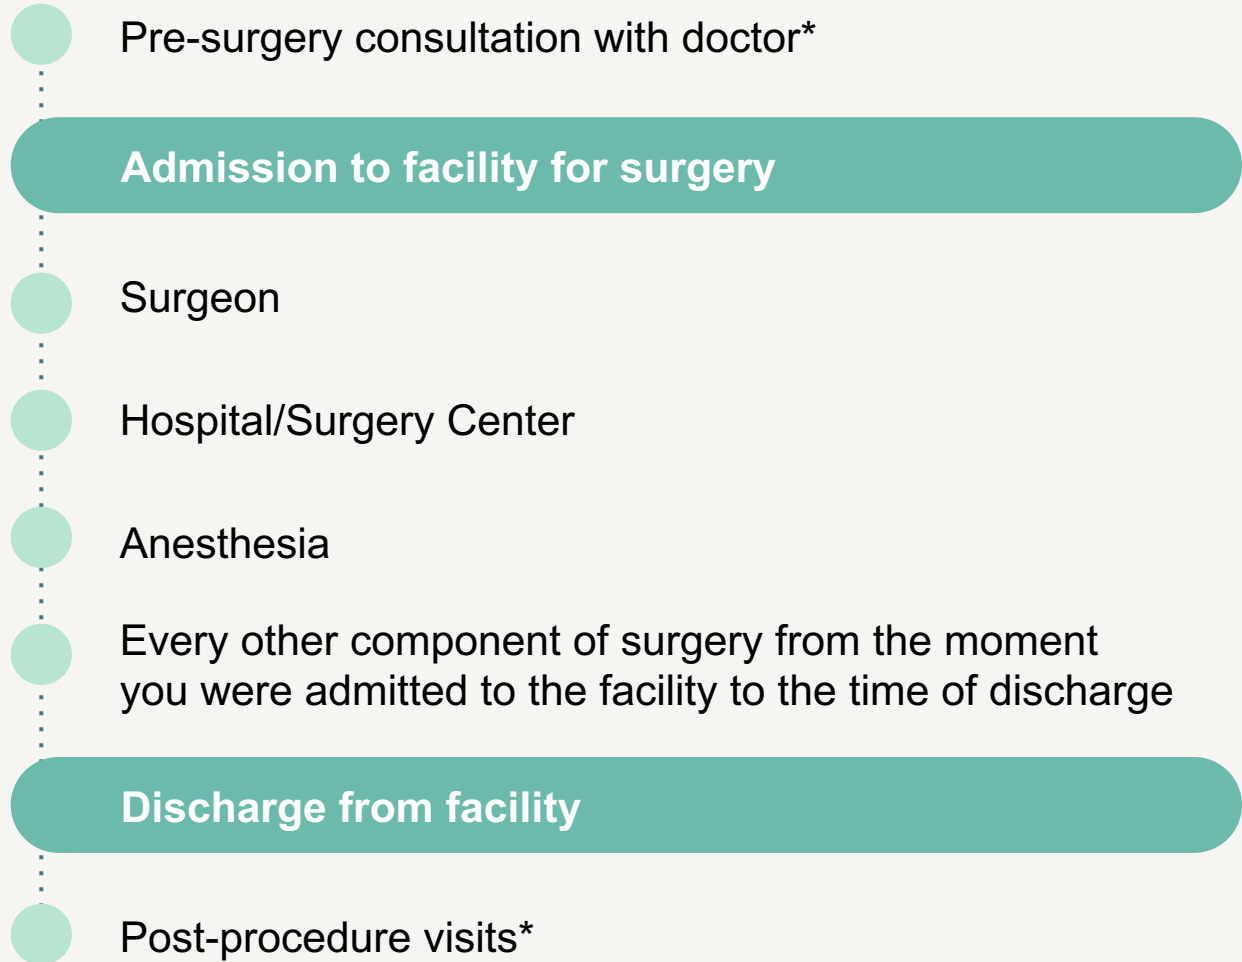 Pre-surgery consultation with doctor*
Admission to facility for surgery
Surgeon
Hospital/Surgery Center
Anesthesia
Every other component of surgery from the moment
you were admitted to the facility to the time of discharge
Discharge from facility
Post-procedure visits*